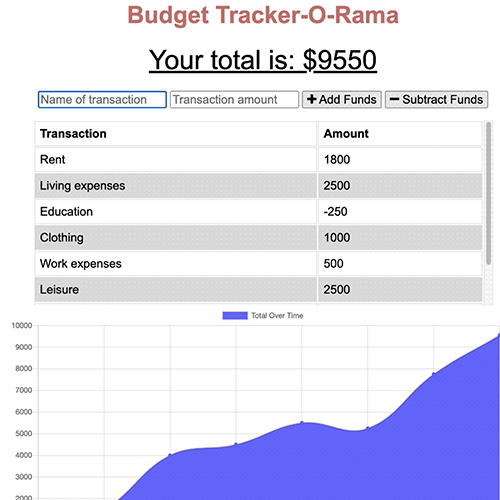 Budget Tracker-O-Rama
Your total is: $9550
Name of transaction Transaction amount + Add Funds − Subtract Funds
Transaction Amount
Rent 1800
Living expenses 2500
Education -250
Clothing 1000
Work expenses 500
Leisure 2500
Total Over Time
10000
9000
8000
7000
6000
5000
4000
3000
2000